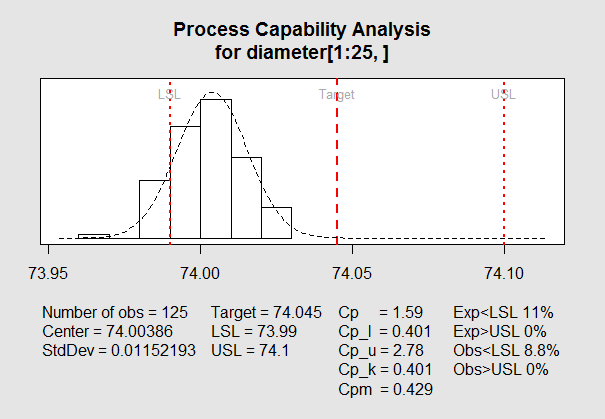 Process Capability Analysis
for diameter[1:25, ]
LSL Target USL
73.95 74.00 74.05 74.10
Number of obs = 125 Target = 74.045 Cp = 1.59 Exp<LSL 11%
Center = 74.00386 LSL = 73.99 Cp_l = 0.401 Exp>USL 0%
StdDev = 0.01152193 USL = 74.1 Cp_u = 2.78 Obs<LSL 8.8%
Cp_k = 0.401 Obs>USL 0%
Cpm = 0.429